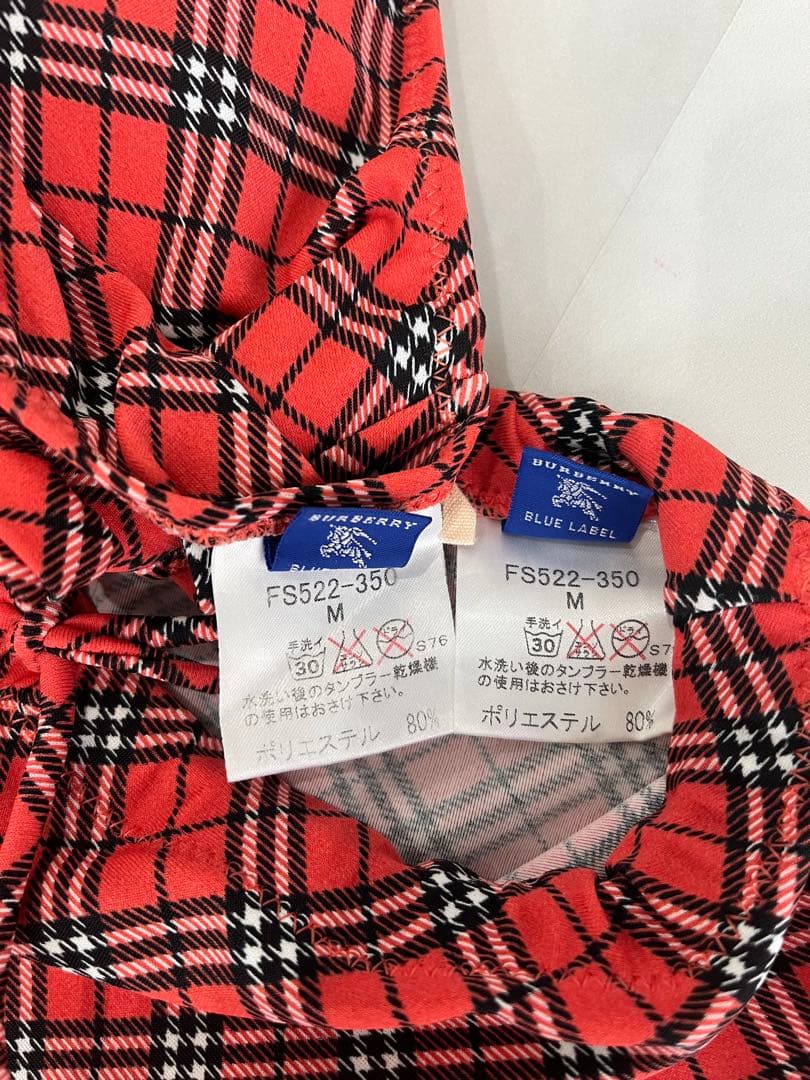 BURBERRY
FS522-350
M
手洗イ
30
S76
水洗い後のタンブラー乾燥機
の使用はおさけ下さい。
ポリエステル 80%
BURBERRY
BLUE LABEL
FS522-350
M
手洗イ
30
ドライ
S7
水洗い後のタンブラー乾燥機
の使用はおさけ下さい。
ポリエステル 80%